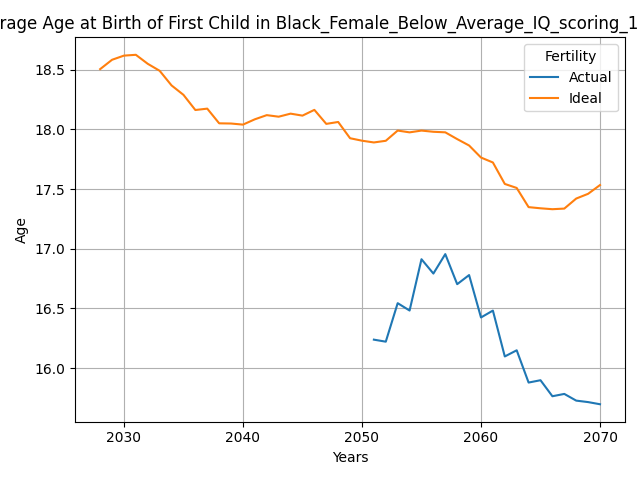 rage Age at Birth of First Child in Black_Female_Below_Average_IQ_scoring_1
Fertility
Actual
Ideal
18.5
18.0
17.5
17.0
16.5
16.0
Age
2030 2040 2050 2060 2070
Years